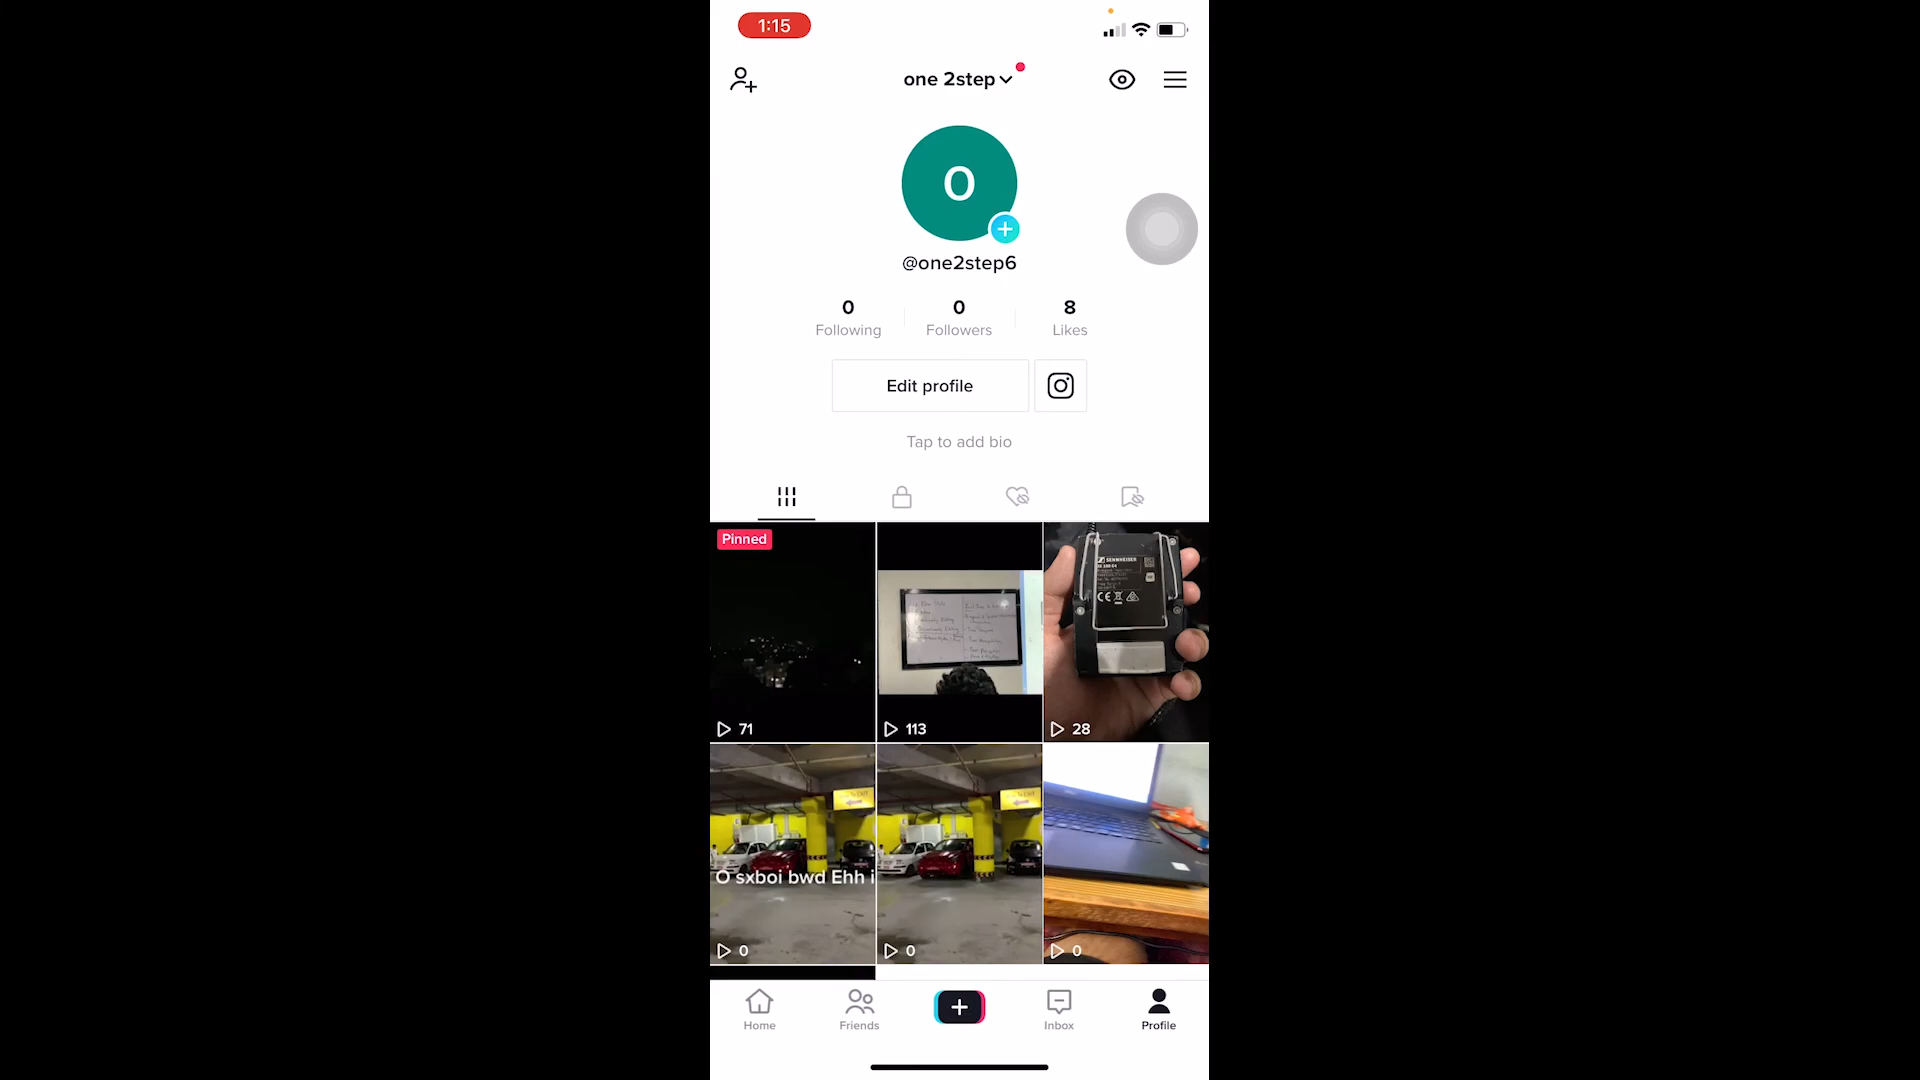 1:15
one 2step
O
@one2step6
0 0 8
Following Followers Likes
Edit profile
Tap to add bio
Pinned
SENNHEISER
71 113 28
O sxboi bwd Ehh i
0 0 0
Home Friends Inbox Profile